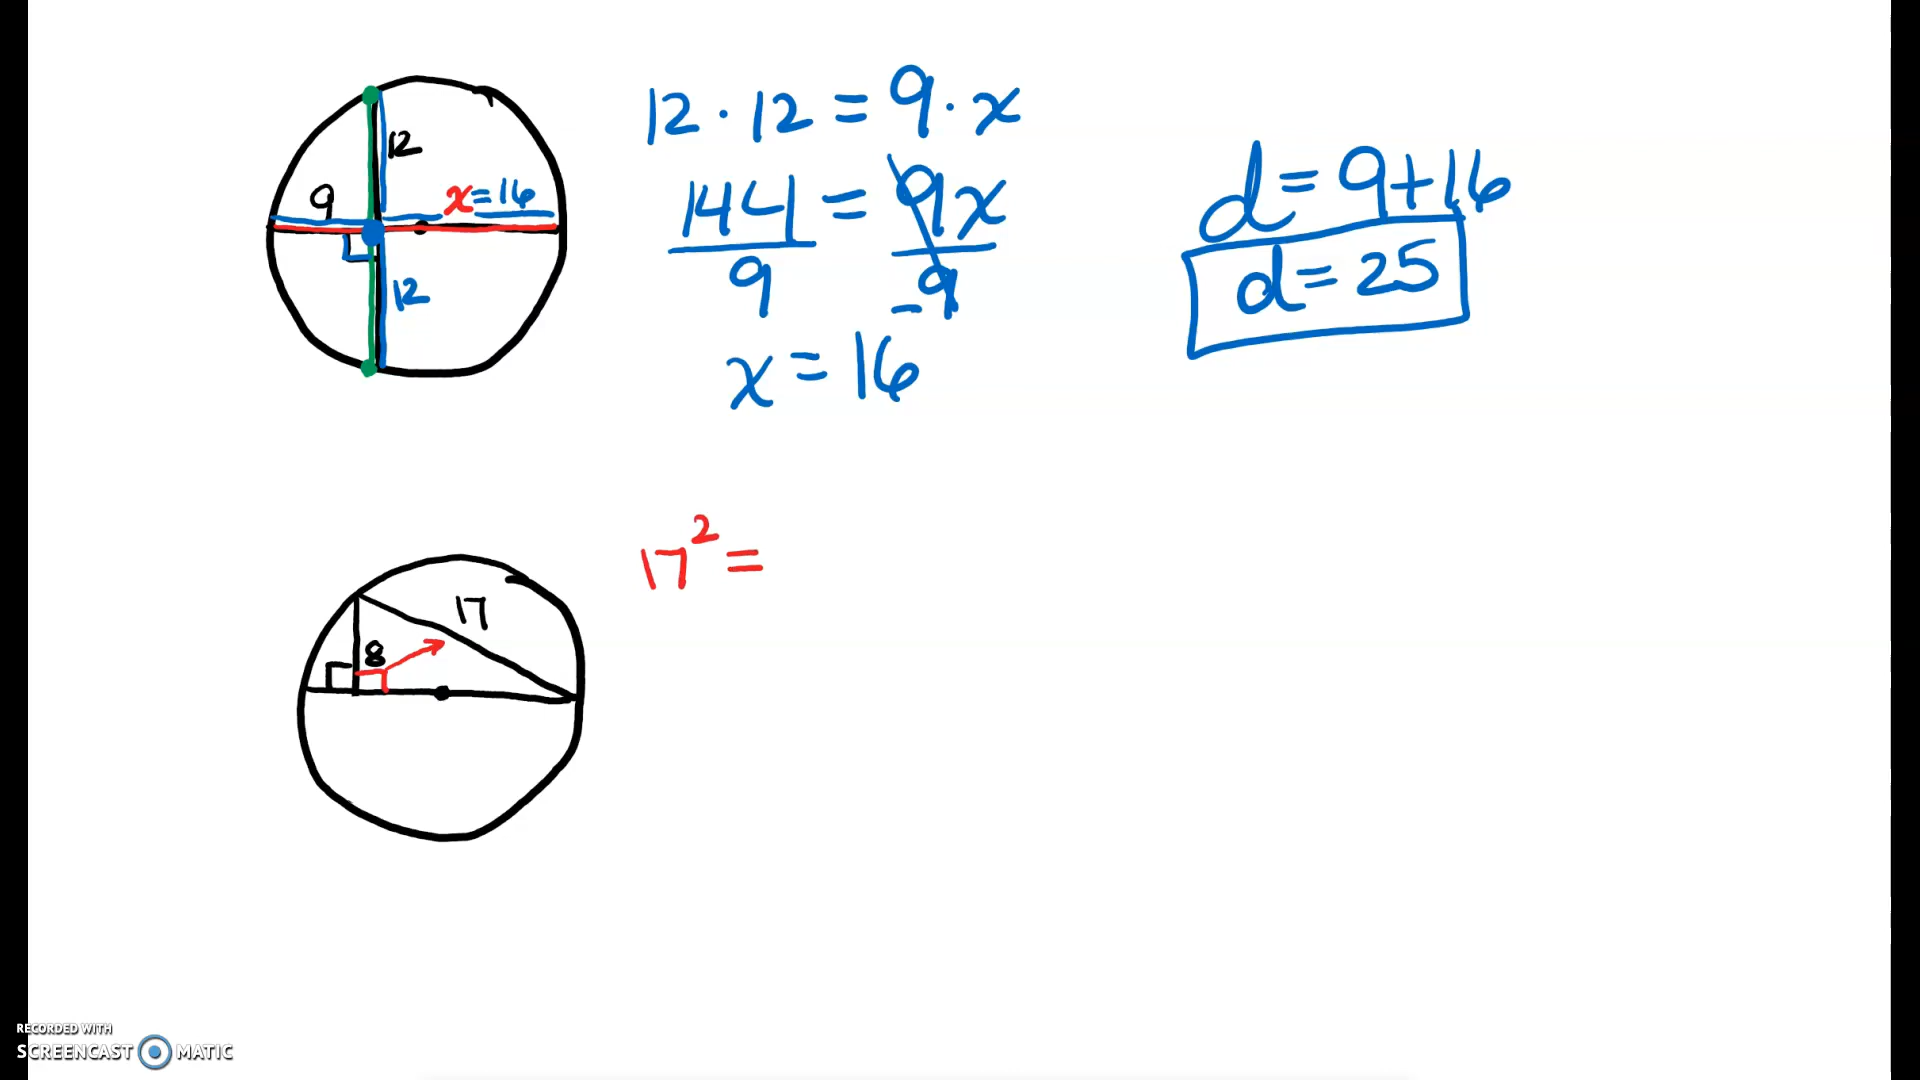 12
9
x=16
12
12 · 12 = 9 · x
144 = 9x
9 9
x = 16
d = 9+16
d = 25
17
8
17² =
RECORDED WITH
SCREENCAST MATIC